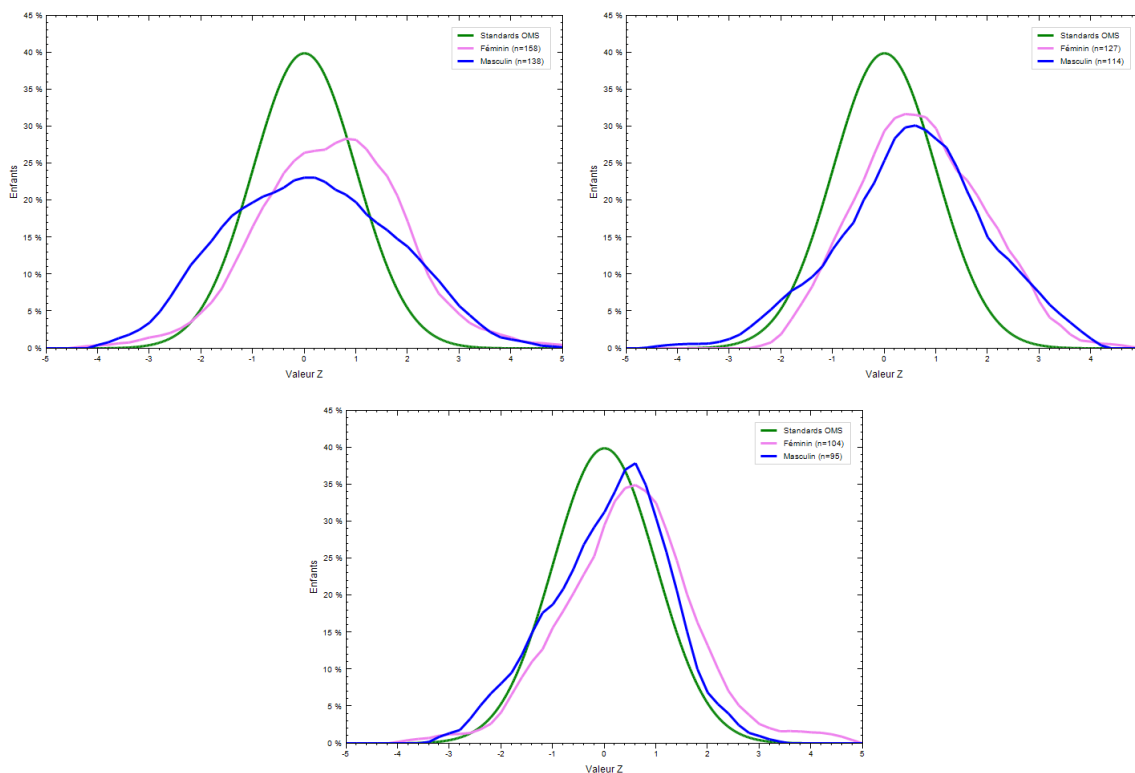 45 %
40 %
35 %
30 %
25 %
20 %
15 %
10 %
5 %
0 %
Enfants
-5 -4 -3 -2 -1 0 1 2 3 4 5
Valeur Z
Standards OMS
Féminin (n=158)
Masculin (n=138)
45 %
40 %
35 %
30 %
25 %
20 %
15 %
10 %
5 %
0 %
Enfants
-5 -4 -3 -2 -1 0 1 2 3 4
Valeur Z
Standards OMS
Féminin (n=127)
Masculin (n=114)
45 %
40 %
35 %
30 %
25 %
20 %
15 %
10 %
5 %
0 %
Enfants
-5 -4 -3 -2 -1 0 1 2 3 4 5
Valeur Z
Standards OMS
Féminin (n=104)
Masculin (n=95)